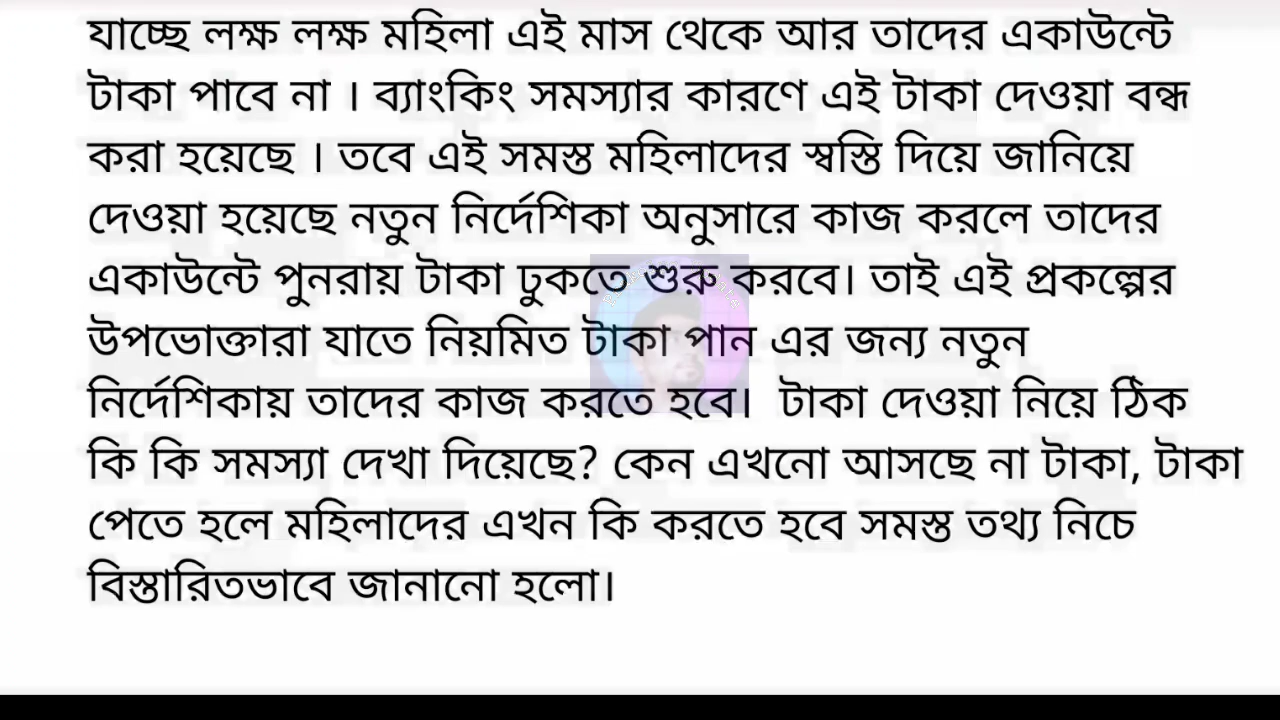 যাচ্ছে লক্ষ লক্ষ মহিলা এই মাস থেকে আর তাদের একাউন্টে
টাকা পাবে না । ব্যাংকিং সমস্যার কারণে এই টাকা দেওয়া বন্ধ
করা হয়েছে । তবে এই সমস্ত মহিলাদের স্বস্তি দিয়ে জানিয়ে
দেওয়া হয়েছে নতুন নির্দেশিকা অনুসারে কাজ করলে তাদের
একাউন্টে পুনরায় টাকা ঢুকতে শুরু করবে। তাই এই প্রকল্পের
উপভোক্তারা যাতে নিয়মিত টাকা পান এর জন্য নতুন
নির্দেশিকায় তাদের কাজ করতে হবে। টাকা দেওয়া নিয়ে ঠিক
কি কি সমস্যা দেখা দিয়েছে? কেন এখনো আসছে না টাকা, টাকা
পেতে হলে মহিলাদের এখন কি করতে হবে সমস্ত তথ্য নিচে
বিস্তারিতভাবে জানানো হলো।